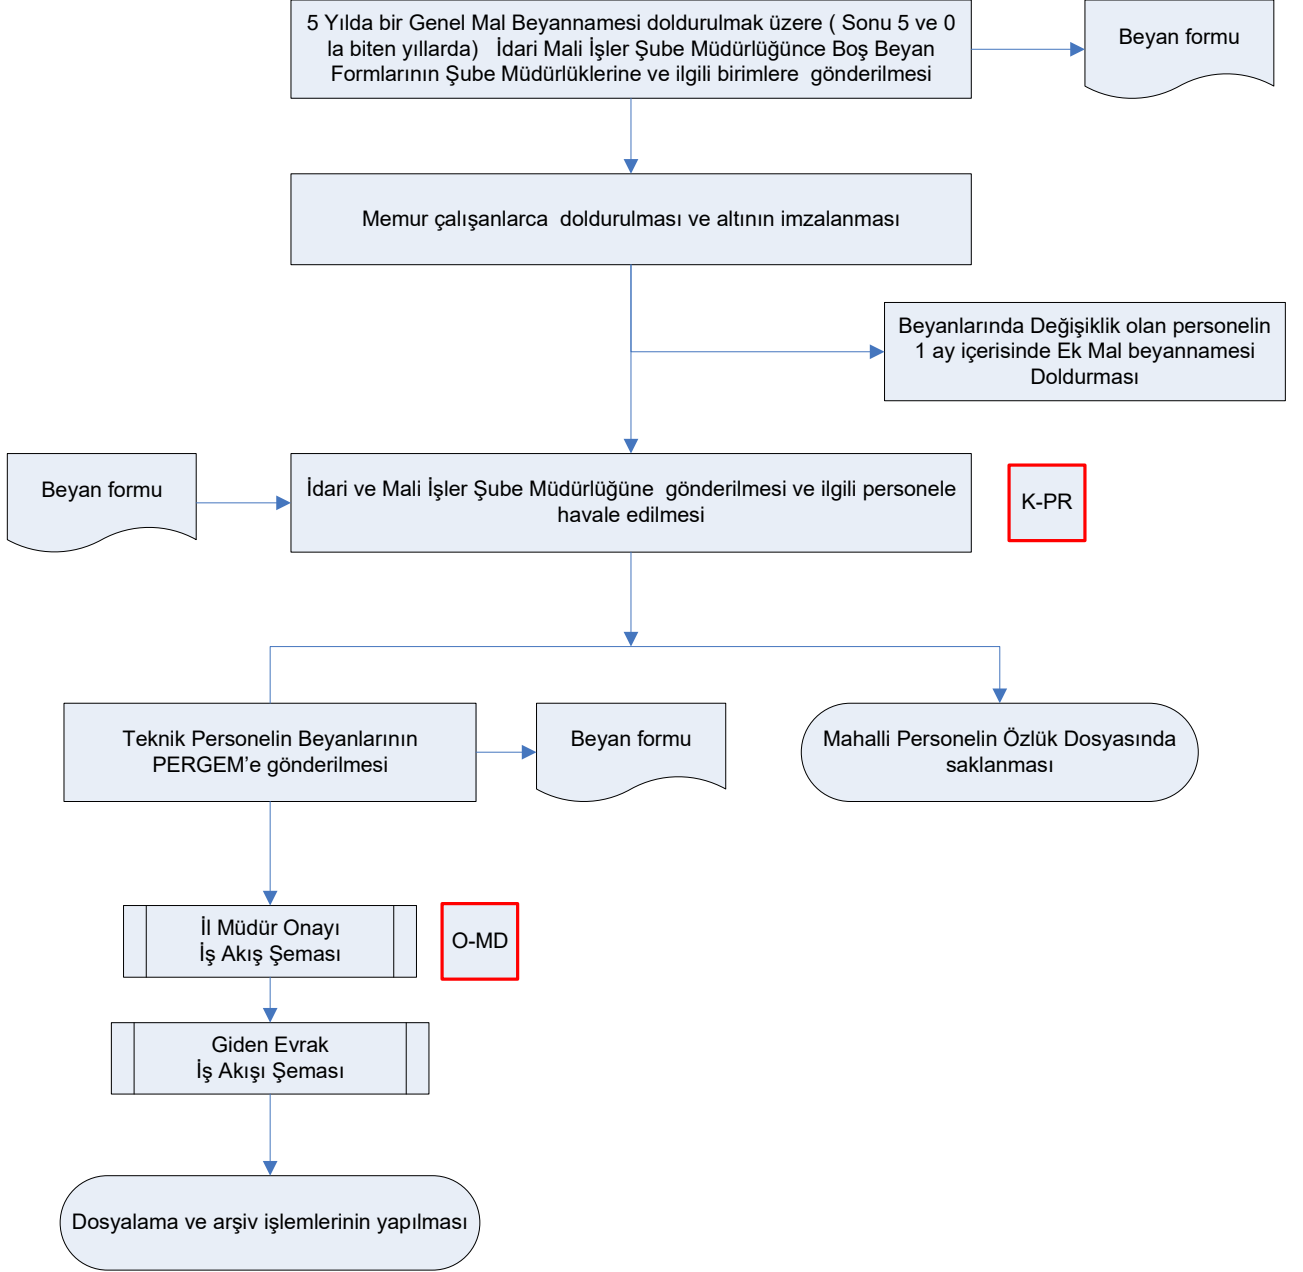 5 Yılda bir Genel Mal Beyannamesi doldurulmak üzere ( Sonu 5 ve 0
la biten yıllarda)   İdari Mali İşler Şube Müdürlüğünce Boş Beyan
Formlarının Şube Müdürlüklerine ve ilgili birimlere  gönderilmesi
Beyan formu
Memur çalışanlarca  doldurulması ve altının imzalanması
Beyanlarında Değişiklik olan personelin
1 ay içerisinde Ek Mal beyannamesi
Doldurması
Beyan formu
İdari ve Mali İşler Şube Müdürlüğüne  gönderilmesi ve ilgili personele
havale edilmesi
K-PR
Teknik Personelin Beyanlarının
PERGEM’e gönderilmesi
Beyan formu
Mahalli Personelin Özlük Dosyasında
saklanması
İl Müdür Onayı
İş Akış Şeması
O-MD
Giden Evrak
İş Akışı Şeması
Dosyalama ve arşiv işlemlerinin yapılması